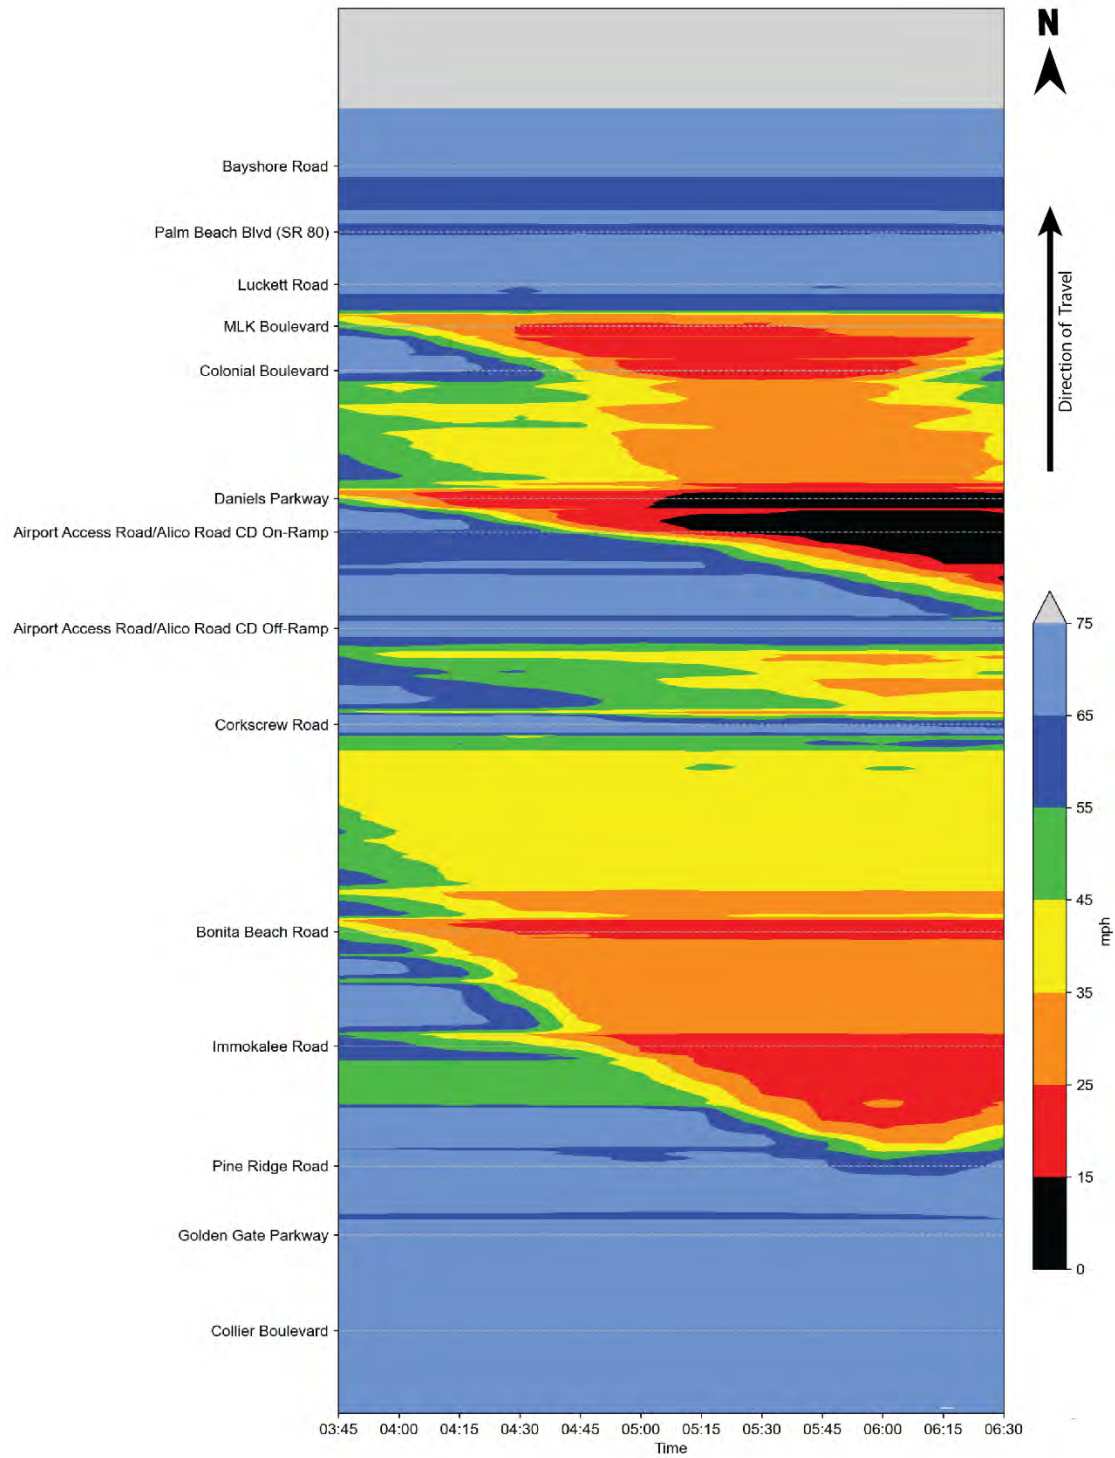 N
Bayshore Road
Palm Beach Blvd (SR 80)
Luckett Road
MLK Boulevard
Colonial Boulevard
Daniels Parkway
Airport Access Road/Alico Road CD On-Ramp
Airport Access Road/Alico Road CD Off-Ramp
Corkscrew Road
Bonita Beach Road
Immokalee Road
Pine Ridge Road
Golden Gate Parkway
Collier Boulevard
Direction of Travel
75
65
55
45
35
25
15
0
mph
03:45 04:00 04:15 04:30 04:45 05:00 05:15 05:30 05:45 06:00 06:15 06:30
Time